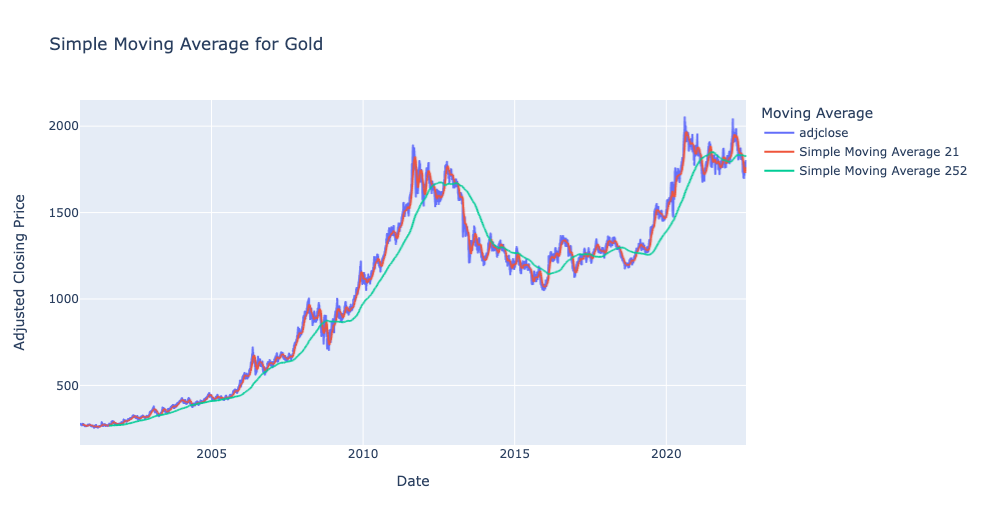 Simple Moving Average for Gold
Moving Average
adjclose
Simple Moving Average 21
Simple Moving Average 252
2000
1500
1000
500
Adjusted Closing Price
2005
2010
2015
2020
Date